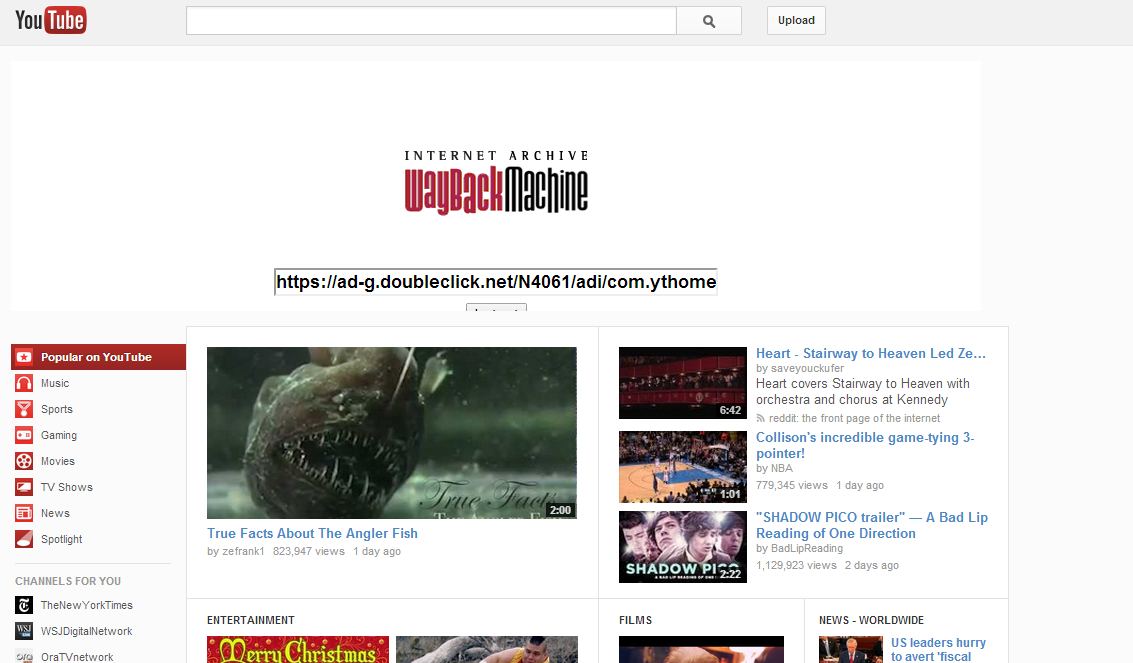 YouTube
Upload
INTERNET ARCHIVE
WayBackMachine
https://ad-g.doubleclick.net/N4061/adi/com.ythome
Popular on YouTube
Music
Sports
Gaming
Movies
TV Shows
News
Spotlight
CHANNELS FOR YOU
TheNewYorkTimes
WSJDigitalNetwork
OraTVnetwork
True Facts
2:00
True Facts About The Angler Fish
by zefrank1 823,947 views 1 day ago
6:42
Heart - Stairway to Heaven Led Ze...
by saveyouckufer
Heart covers Stairway to Heaven with
orchestra and chorus at Kennedy
reddit: the front page of the internet
1:01
Collison's incredible game-tying 3-
pointer!
by NBA
779,345 views 1 day ago
SHADOW PICO
2:22
"SHADOW PICO trailer" — A Bad Lip
Reading of One Direction
by BadLipReading
1,129,923 views 2 days ago
ENTERTAINMENT
Merry Christmas
FILMS
NEWS - WORLDWIDE
US leaders hurry
to avert 'fiscal